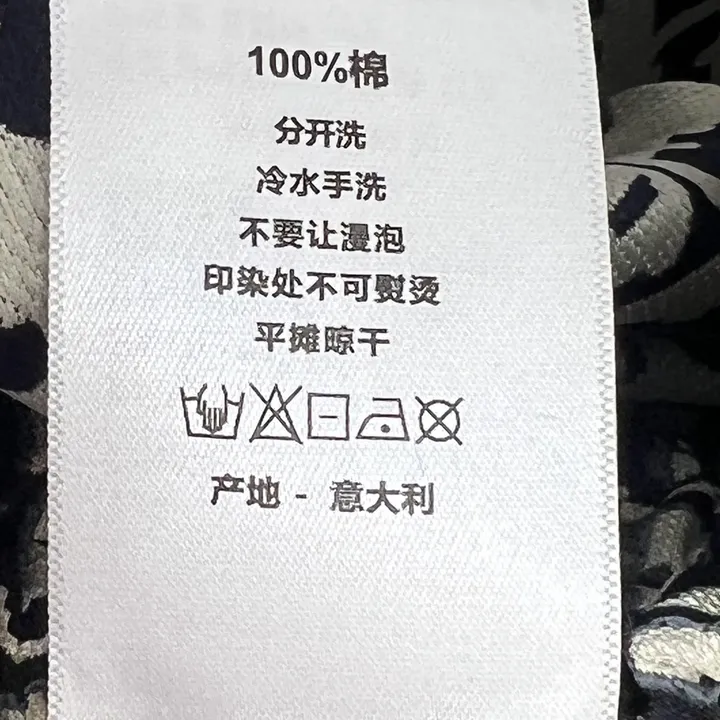 100%棉
分开洗
冷水手洗
不要让漫泡
印染处不可熨烫
平摊晾干
产地 - 意大利